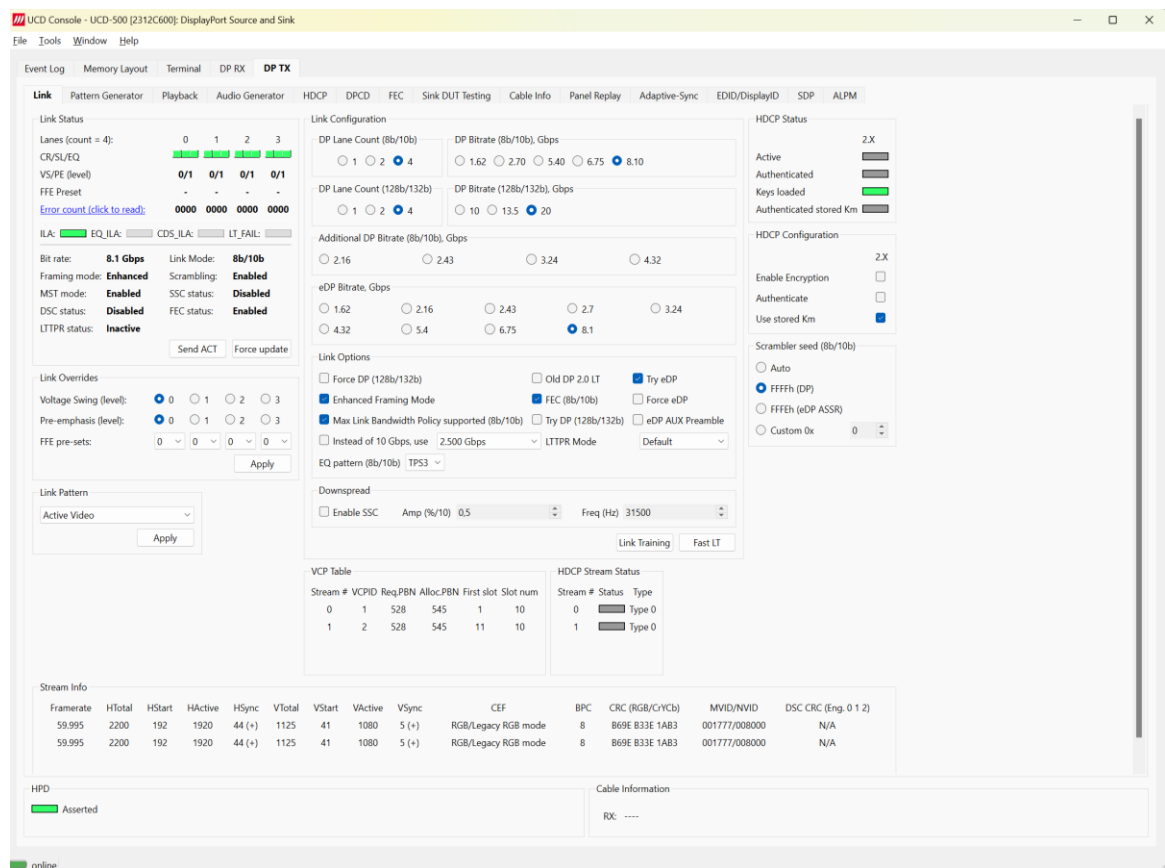 UCD Console - UCD-500 [2312C600]: DisplayPort Source and Sink
File Tools Window Help
Event Log Memory Layout Terminal DP RX DP TX
Link Pattern Generator Playback Audio Generator HDCP DPCD FEC Sink DUT Testing Cable Info Panel Replay Adaptive-Sync EDID/DisplayID SDP ALPM
Link Status
Lanes (count = 4): 0 1 2 3
CR/SL/EQ
VS/PE (level) 0/1 0/1 0/1 0/1
FFE Preset - - - -
Error count (click to read): 0000 0000 0000 0000
ILA: EQ_ILA: CDS_ILA: LT_FAIL:
Bit rate: 8.1 Gbps Link Mode: 8b/10b
Framing mode: Enhanced Scrambling: Enabled
MST mode: Enabled SSC status: Disabled
DSC status: Disabled FEC status: Enabled
LTTPR status: Inactive
Send ACT Force update
Link Overrides
Voltage Swing (level): 0 1 2 3
Pre-emphasis (level): 0 1 2 3
FFE pre-sets: 0 0 0 0
Apply
Link Pattern
Active Video
Apply
Link Configuration
DP Lane Count (8b/10b) DP Bitrate (8b/10b), Gbps
1 2 4 1.62 2.70 5.40 6.75 8.10
DP Lane Count (128b/132b) DP Bitrate (128b/132b), Gbps
1 2 4 10 13.5 20
Additional DP Bitrate (8b/10b), Gbps
2.16 2.43 3.24 4.32
eDP Bitrate, Gbps
1.62 2.16 2.43 2.7 3.24
4.32 5.4 6.75 8.1
Link Options
Force DP (128b/132b) Old DP 2.0 LT Try eDP
Enhanced Framing Mode FEC (8b/10b) Force eDP
Max Link Bandwidth Policy supported (8b/10b) Try DP (128b/132b) eDP AUX Preamble
Instead of 10 Gbps, use 2.500 Gbps LTTPR Mode Default
EQ pattern (8b/10b) TPS3
Downspread
Enable SSC Amp (%/10) 0,5 Freq (Hz) 31500
Link Training Fast LT
HDCP Status
2.X
Active
Authenticated
Keys loaded
Authenticated stored Km
HDCP Configuration
2.X
Enable Encryption
Authenticate
Use stored Km
Scrambler seed (8b/10b)
Auto
FFFFh (DP)
FFFEh (eDP ASSR)
Custom 0x 0
VCP Table
Stream # VCPID Req.PBN Alloc.PBN First slot Slot num
0 1 528 545 1 10
1 2 528 545 11 10
HDCP Stream Status
Stream # Status Type
0 Type 0
1 Type 0
Stream Info
Framerate HTotal HStart HActive HSync VTotal VStart VActive VSync CEF BPC CRC (RGB/CrYCb) MVID/NVID DSC CRC (Eng. 0 1 2)
59.995 2200 192 1920 44 (+) 1125 41 1080 5 (+) RGB/Legacy RGB mode 8 B69E B33E 1AB3 001777/008000 N/A
59.995 2200 192 1920 44 (+) 1125 41 1080 5 (+) RGB/Legacy RGB mode 8 B69E B33E 1AB3 001777/008000 N/A
HPD
Asserted
Cable Information
RX: ----
online